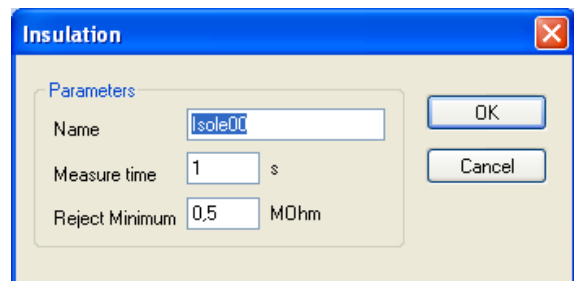 Insulation
Parameters
Name Isole00
Measure time 1 s
Reject Minimum 0,5 MOhm
OK
Cancel